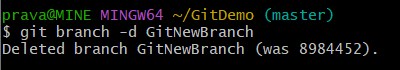 prava@MINE MINGW64 ~/GitDemo (master)
$ git branch -d GitNewBranch
Deleted branch GitNewBranch (was 8984452).